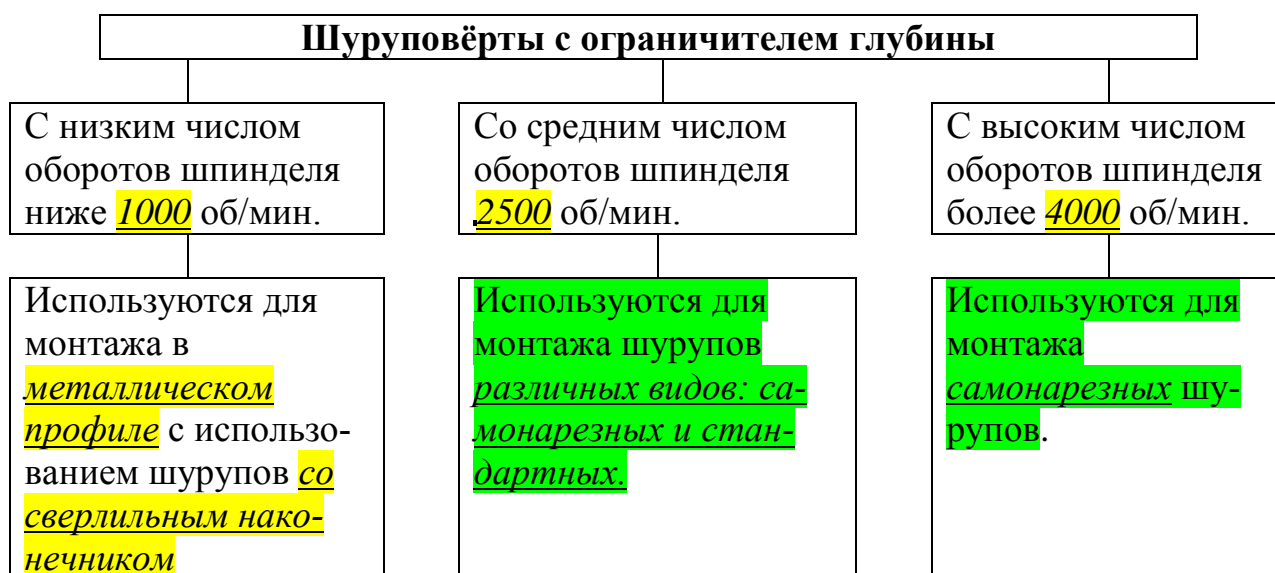 Шуруповёрты с ограничителем глубины
С низким числом
оборотов шпинделя
ниже 1000 об/мин.
Со средним числом
оборотов шпинделя
2500 об/мин.
С высоким числом
оборотов шпинделя
более 4000 об/мин.
Используются для
монтажа в
металлическом
профиле с использо-
ванием шурупов со
сверлильным нако-
нечником
Используются для
монтажа шурупов
различных видов: са-
монарезных и стан-
дартных.
Используются для
монтажа
самонарезных шу-
рупов.